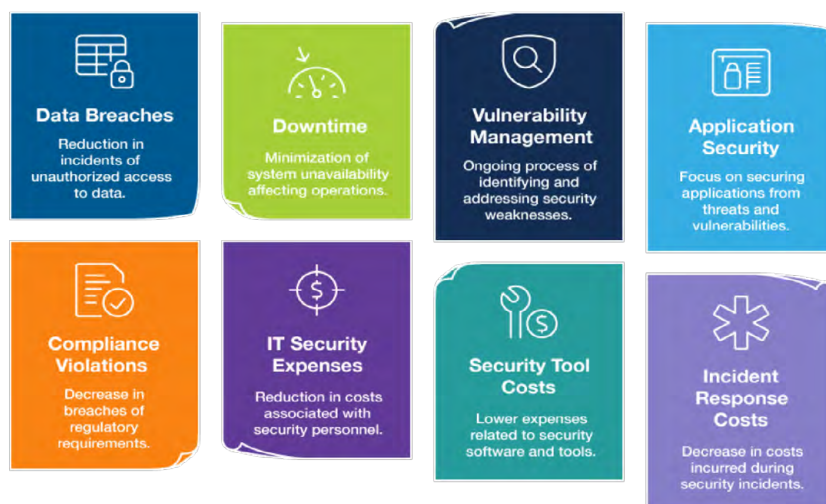 Data Breaches
Reduction in
incidents of
unauthorized access
to data.
Downtime
Minimization of
system unavailability
affecting operations.
Vulnerability
Management
Ongoing process of
identifying and
addressing security
weaknesses.
Application
Security
Focus on securing
applications from
threats and
vulnerabilities.
Compliance
Violations
Decrease in
breaches of
regulatory
requirements.
$
IT Security
Expenses
Reduction in costs
associated with
security personnel.
$
Security Tool
Costs
Lower expenses
related to security
software and tools.
Incident
Response
Costs
Decrease in costs
incurred during
security incidents.